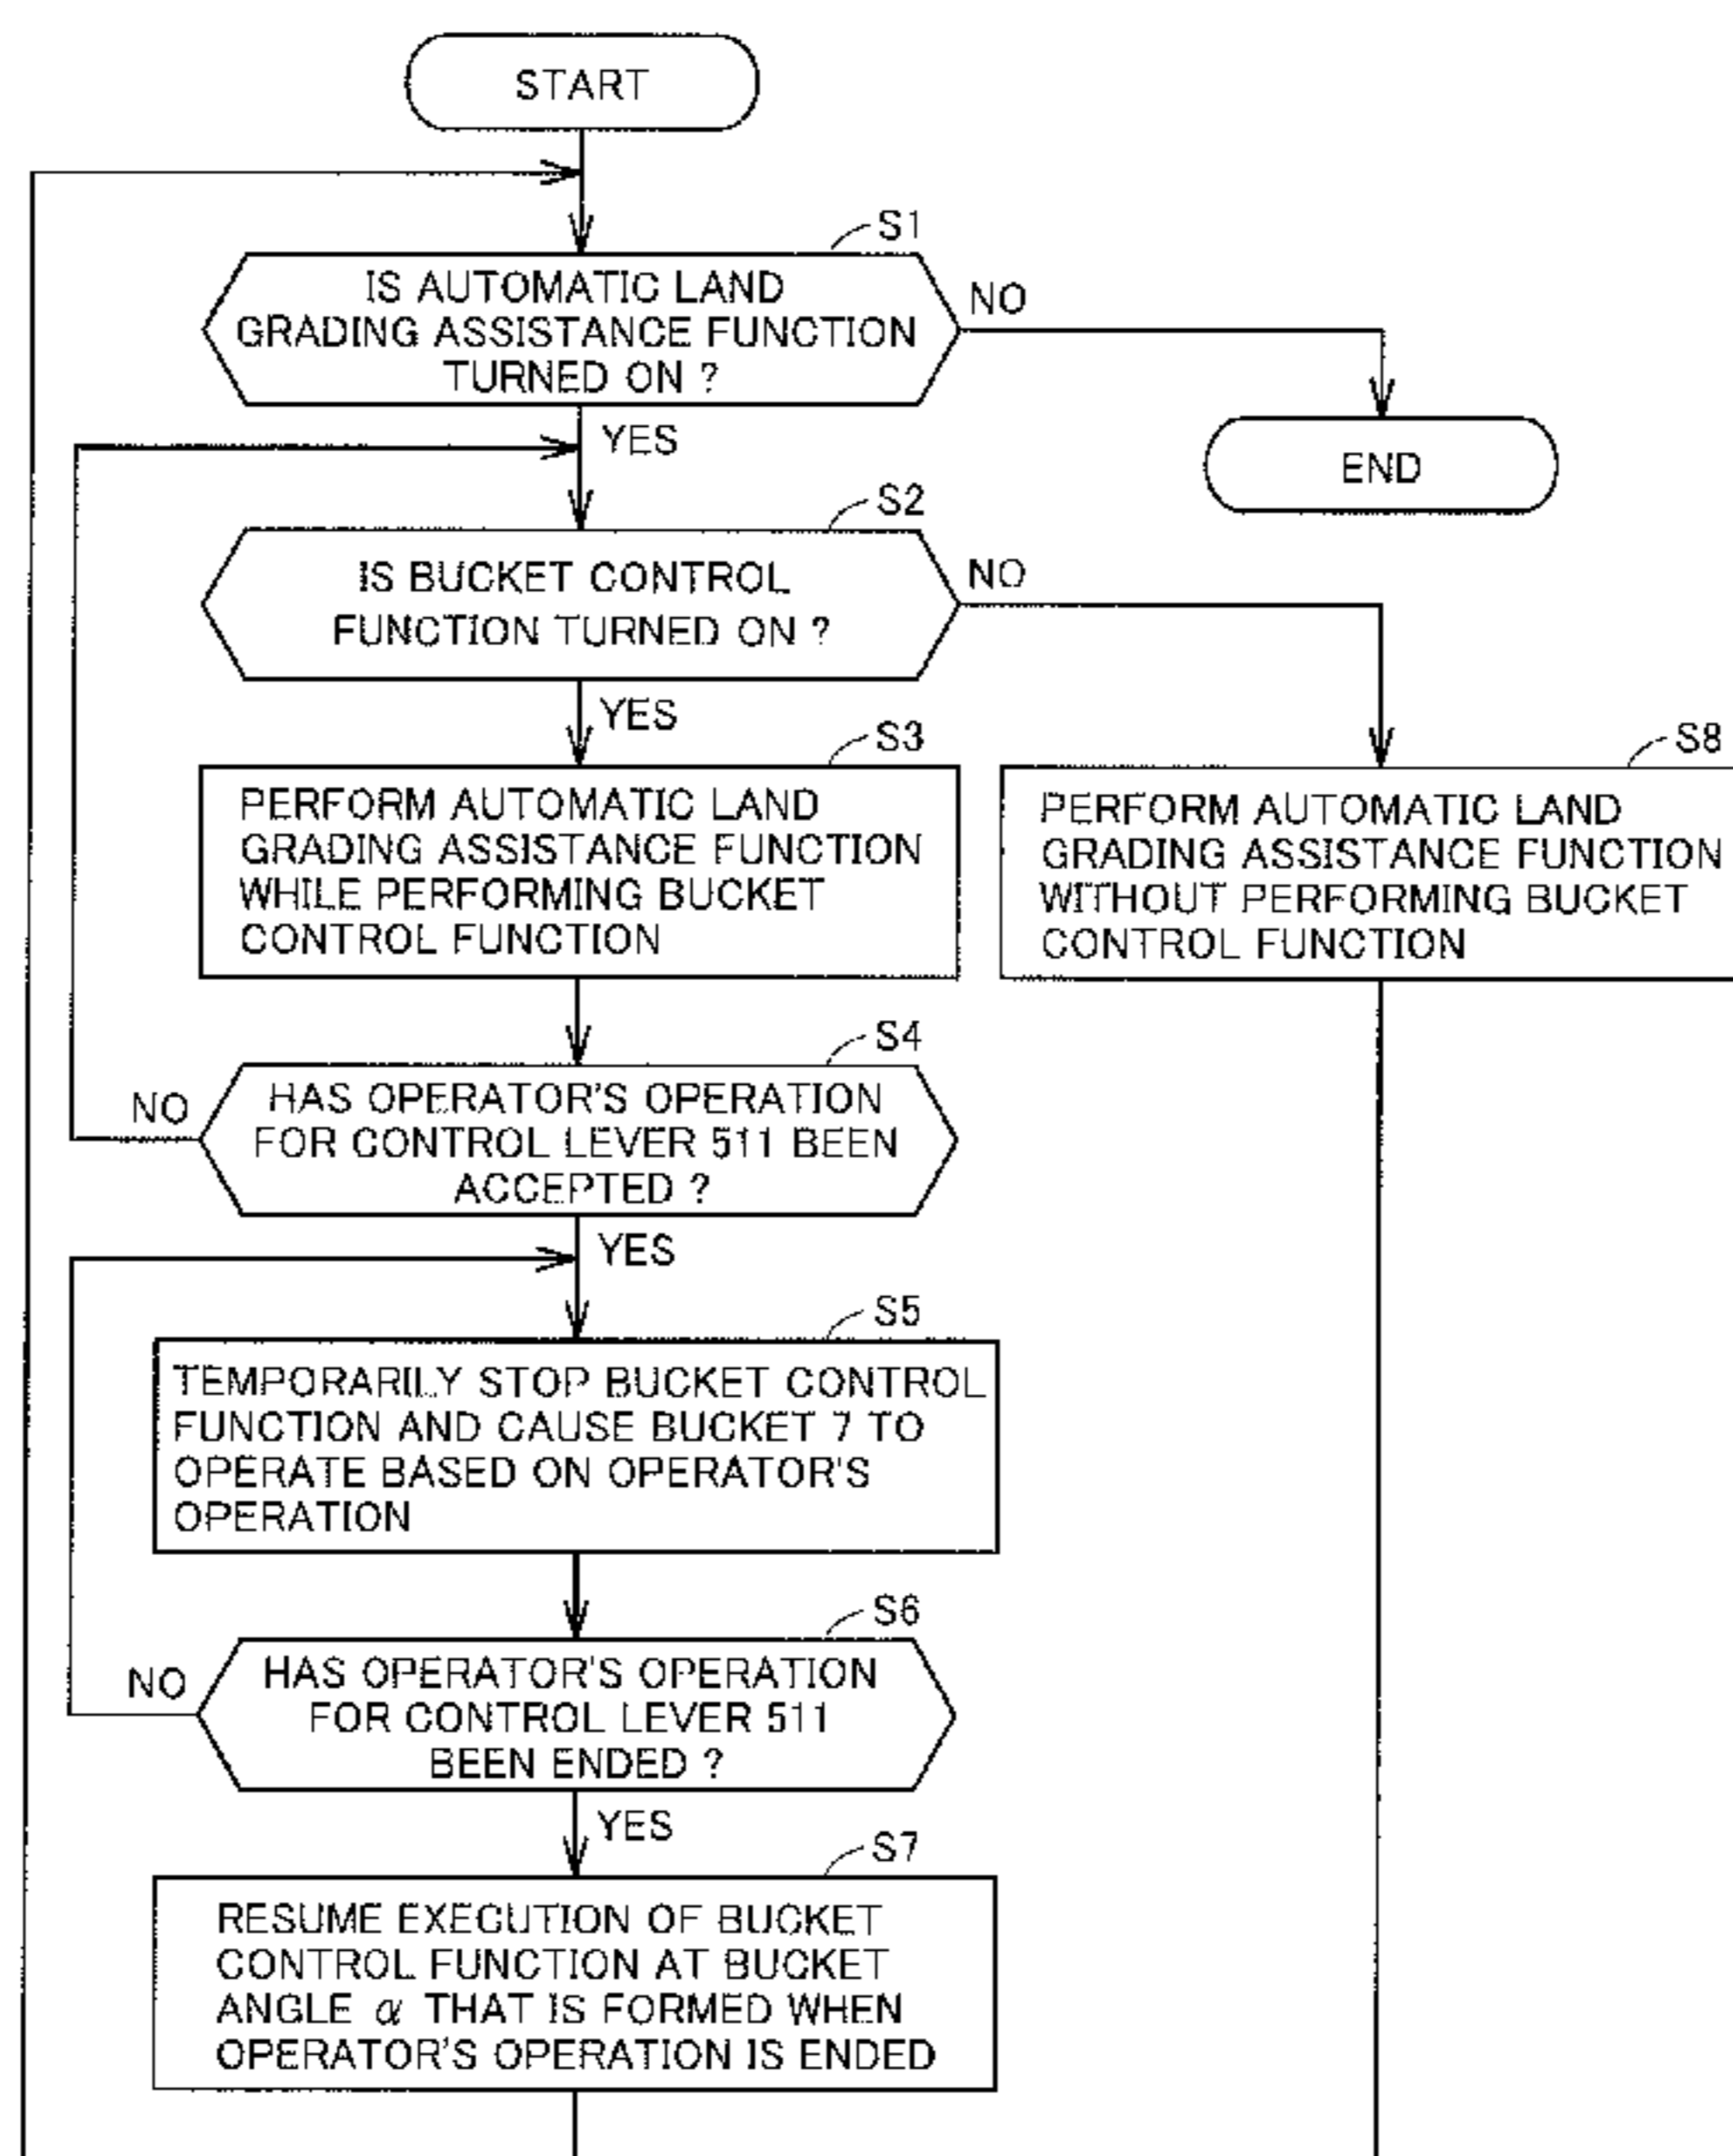 START
S1
IS AUTOMATIC LAND
GRADING ASSISTANCE FUNCTION
TURNED ON ?
NO
YES
END
S2
IS BUCKET CONTROL
FUNCTION TURNED ON ?
NO
YES
S3
PERFORM AUTOMATIC LAND
GRADING ASSISTANCE FUNCTION
WHILE PERFORMING BUCKET
CONTROL FUNCTION
S8
PERFORM AUTOMATIC LAND
GRADING ASSISTANCE FUNCTION
WITHOUT PERFORMING BUCKET
CONTROL FUNCTION
S4
HAS OPERATOR'S OPERATION
FOR CONTROL LEVER 511 BEEN
ACCEPTED ?
NO
YES
S5
TEMPORARILY STOP BUCKET CONTROL
FUNCTION AND CAUSE BUCKET 7 TO
OPERATE BASED ON OPERATOR'S
OPERATION
S6
HAS OPERATOR'S OPERATION
FOR CONTROL LEVER 511
BEEN ENDED ?
NO
YES
S7
RESUME EXECUTION OF BUCKET
CONTROL FUNCTION AT BUCKET
ANGLE α THAT IS FORMED WHEN
OPERATOR'S OPERATION IS ENDED